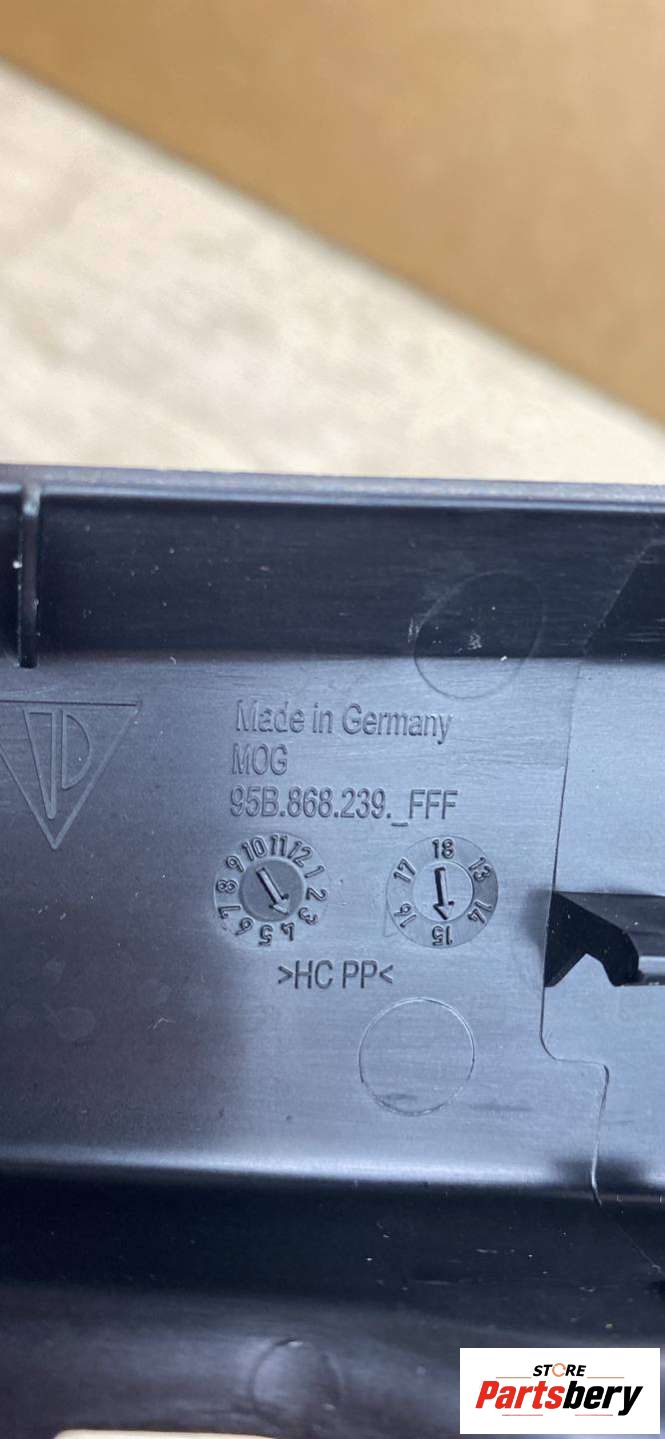 Made in Germany
MOG
95B.868.239._FFF
1 2 3 4 5 6 7 8 9 10 11 12
13 14 15 16 17 18
>HC PP<
STORE
Partsbery